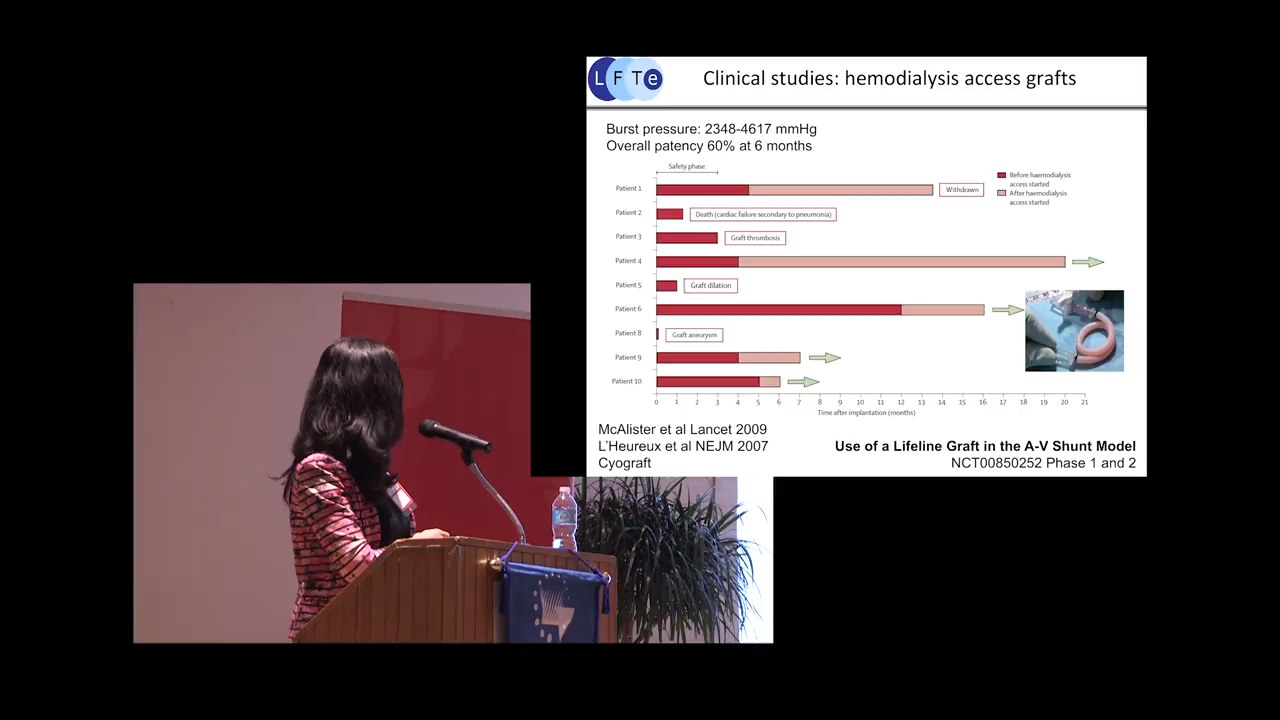 L F T e
Clinical studies: hemodialysis access grafts
Burst pressure: 2348-4617 mmHg
Overall patency 60% at 6 months
Safety phase
Before haemodialysis
access started
After haemodialysis
access started
Patient 1
Withdrawn
Patient 2
Death (cardiac failure secondary to pneumonia)
Patient 3
Graft thrombosis
Patient 4
Patient 5
Graft dilation
Patient 6
Patient 8
Graft aneurysm
Patient 9
Patient 10
0 1 2 3 4 5 6 7 8 9 10 11 12 13 14 15 16 17 18 19 20 21
Time after implantation (months)
McAlister et al Lancet 2009
L'Heureux et al NEJM 2007
Cyograft
Use of a Lifeline Graft in the A-V Shunt Model
NCT00850252 Phase 1 and 2